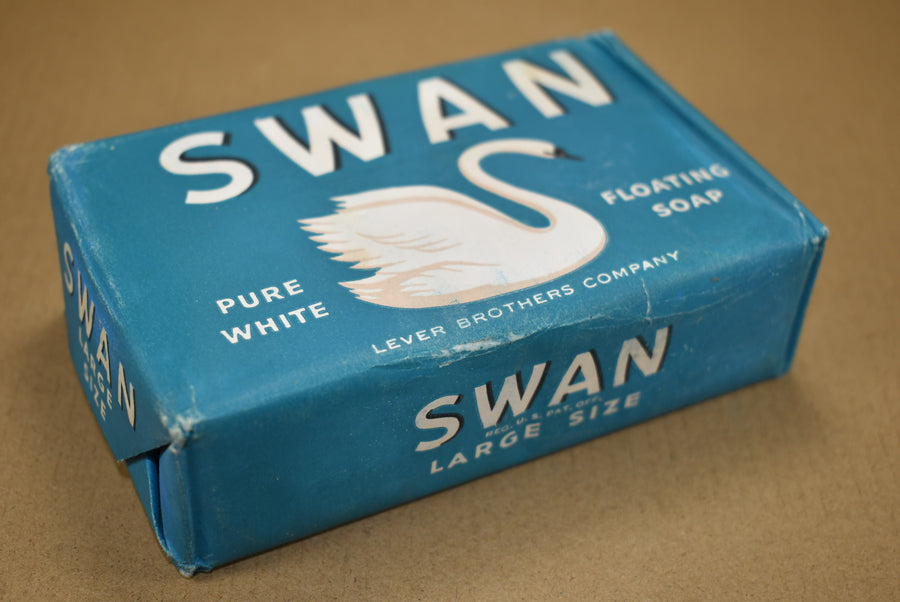 SWAN
FLOATING
SOAP
PURE
WHITE
LEVER BROTHERS COMPANY
SWAN
REG. U.S. PAT. OFF.
LARGE SIZE
SWAN
LARGE
SIZE